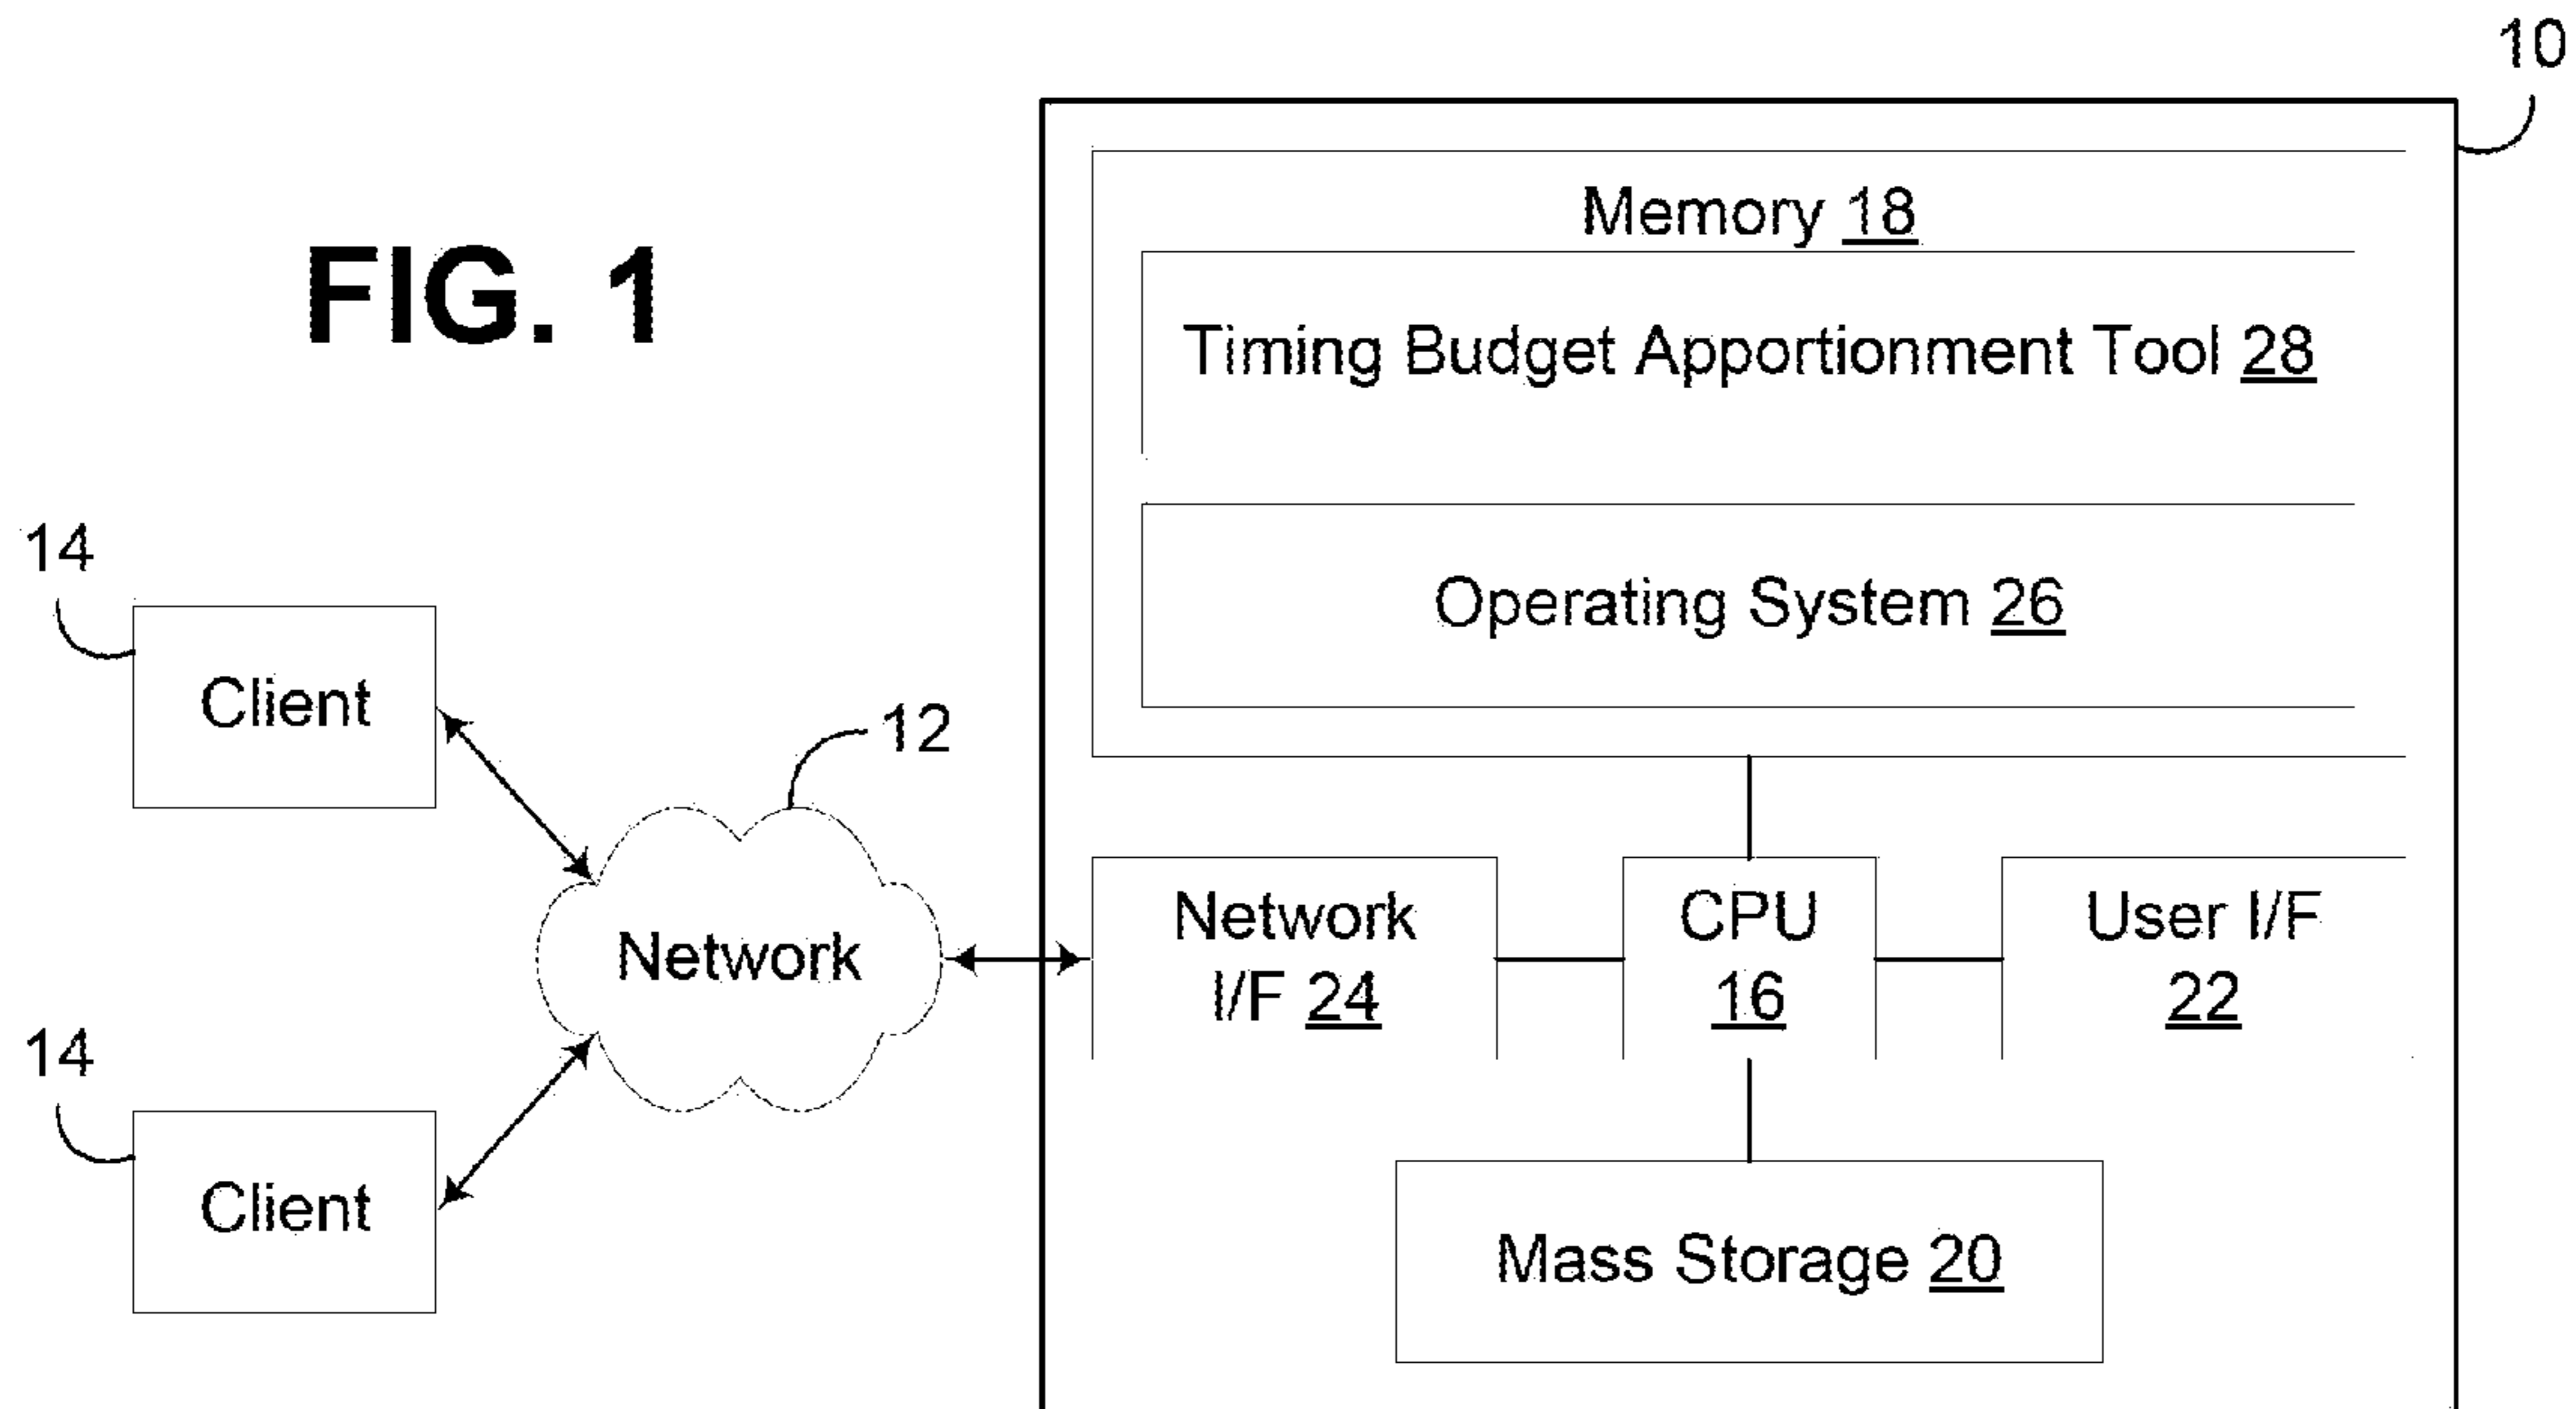 10
FIG. 1
Memory 18
Timing Budget Apportionment Tool 28
Operating System 26
14
Client
12
Network
Network
I/F 24
CPU
16
User I/F
22
14
Client
Mass Storage 20